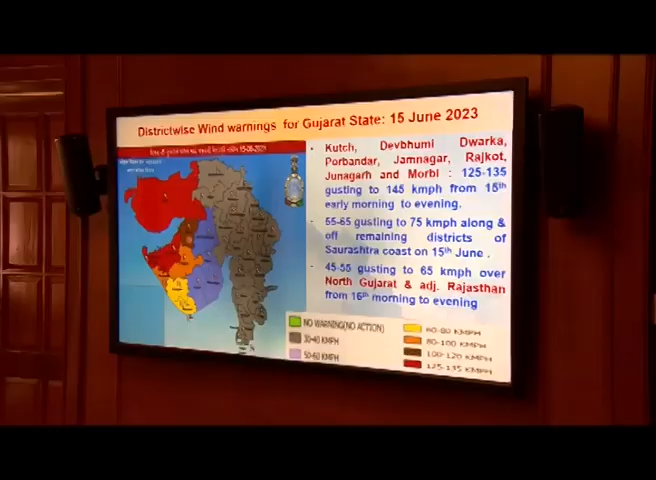 Districtwise Wind warnings for Gujarat State: 15 June 2023
• Kutch, Devbhumi Dwarka,
Porbandar, Jamnagar, Rajkot,
Junagarh and Morbi : 125-135
gusting to 145 kmph from 15th
early morning to evening.
• 55-65 gusting to 75 kmph along &
off remaining districts of
Saurashtra coast on 15th June .
• 45-55 gusting to 65 kmph over
North Gujarat & adj. Rajasthan
from 16th morning to evening
NO WARNING(NO ACTION)
30-40 KMPH
50-60 KMPH
60-80 KMPH
80-100 KMPH
100-120 KMPH
125-135 KMPH